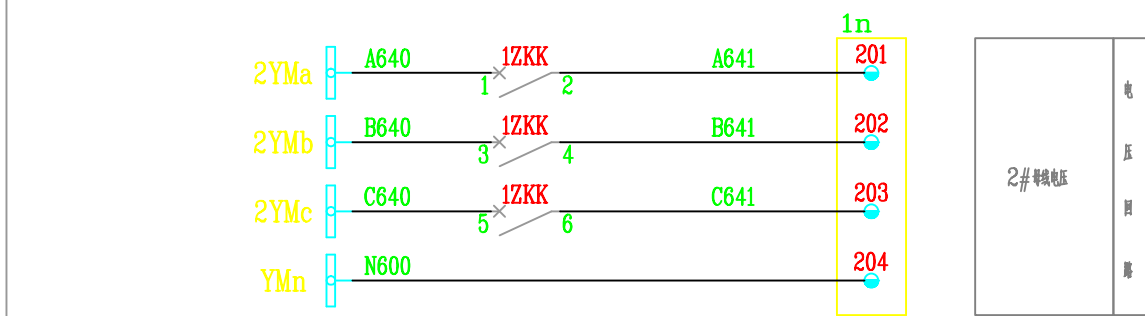 1n
2YMa A640 1ZKK 1 2 A641 201
2YMb B640 1ZKK 3 4 B641 202
2YMc C640 1ZKK 5 6 C641 203
YMn N600 204
2#母线电压
电
压
回
路